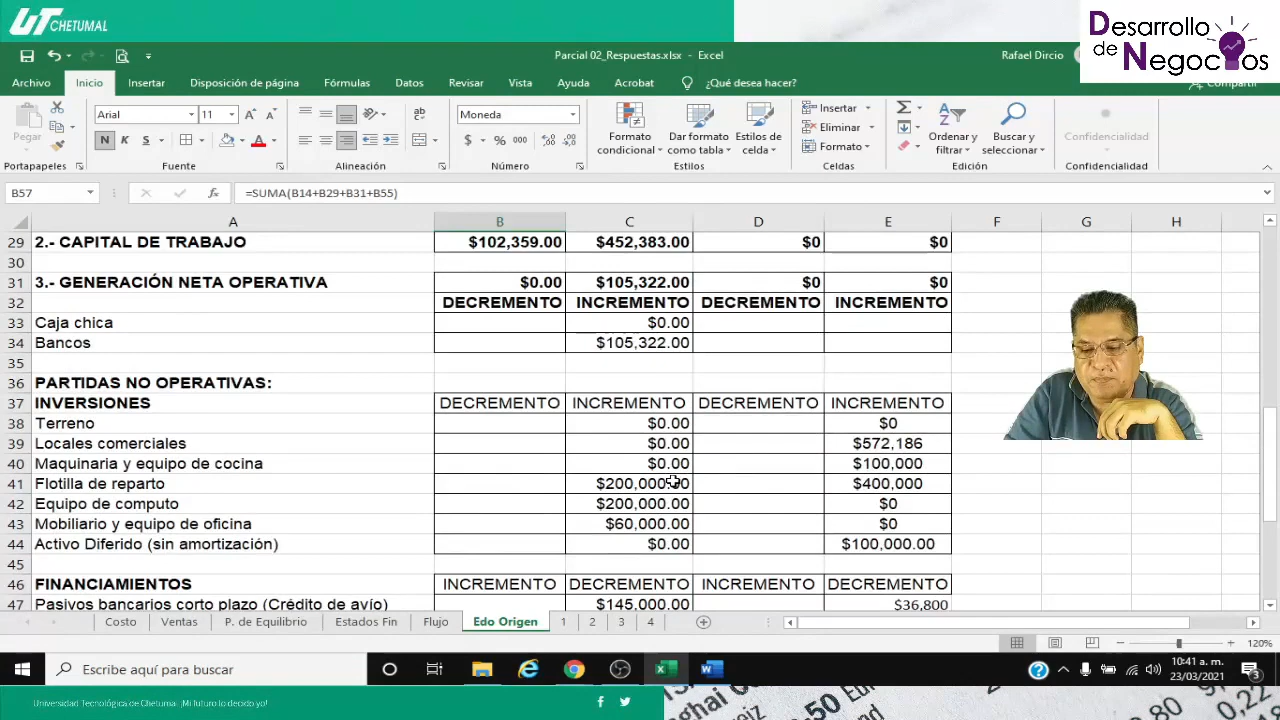 UT CHETUMAL
Desarrollo
de
Negocios
Parcial 02_Respuestas.xlsx - Excel
Rafael Dircio
Archivo Inicio Insertar Disposición de página Fórmulas Datos Revisar Vista Ayuda Acrobat ¿Qué desea hacer? Compartir
Pegar
Arial 11
N K S
Moneda
$ % 000
Formato condicional
Dar formato como tabla
Estilos de celda
Insertar
Eliminar
Formato
Ordenar y filtrar
Buscar y seleccionar
Confidencialidad
Portapapeles Fuente Alineación Número Estilos Celdas Edición Confidencialidad
B57 fx =SUMA(B14+B29+B31+B55)
A B C D E F G H
29 2.- CAPITAL DE TRABAJO $102,359.00 $452,383.00 $0 $0
30
31 3.- GENERACIÓN NETA OPERATIVA $0.00 $105,322.00 $0 $0
32 DECREMENTO INCREMENTO DECREMENTO INCREMENTO
33 Caja chica $0.00
34 Bancos $105,322.00
35
36 PARTIDAS NO OPERATIVAS:
37 INVERSIONES DECREMENTO INCREMENTO DECREMENTO INCREMENTO
38 Terreno $0.00 $0
39 Locales comerciales $0.00 $572,186
40 Maquinaria y equipo de cocina $0.00 $100,000
41 Flotilla de reparto $200,000.00 $400,000
42 Equipo de computo $200,000.00 $0
43 Mobiliario y equipo de oficina $60,000.00 $0
44 Activo Diferido (sin amortización) $0.00 $100,000.00
45
46 FINANCIAMIENTOS INCREMENTO DECREMENTO INCREMENTO DECREMENTO
47 Pasivos bancarios corto plazo (Crédito de avío) $145,000.00 $36,800
Costo Ventas P. de Equilibrio Estados Fin Flujo Edo Origen 1 2 3 4
120%
Escribe aquí para buscar
10:41 a. m.
23/03/2021
3
Universidad Tecnológica de Chetumal ¡Mi futuro lo decido yo!